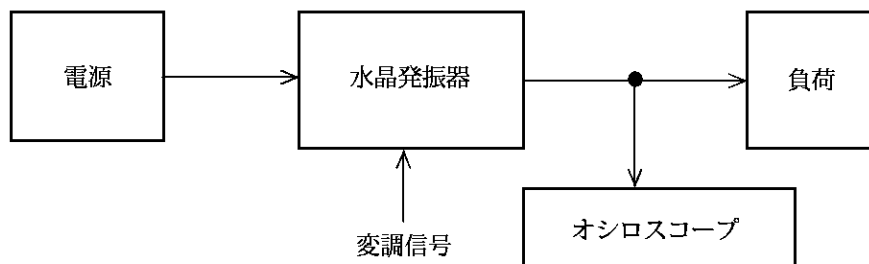 電源
水晶発振器
負荷
変調信号
オシロスコープ